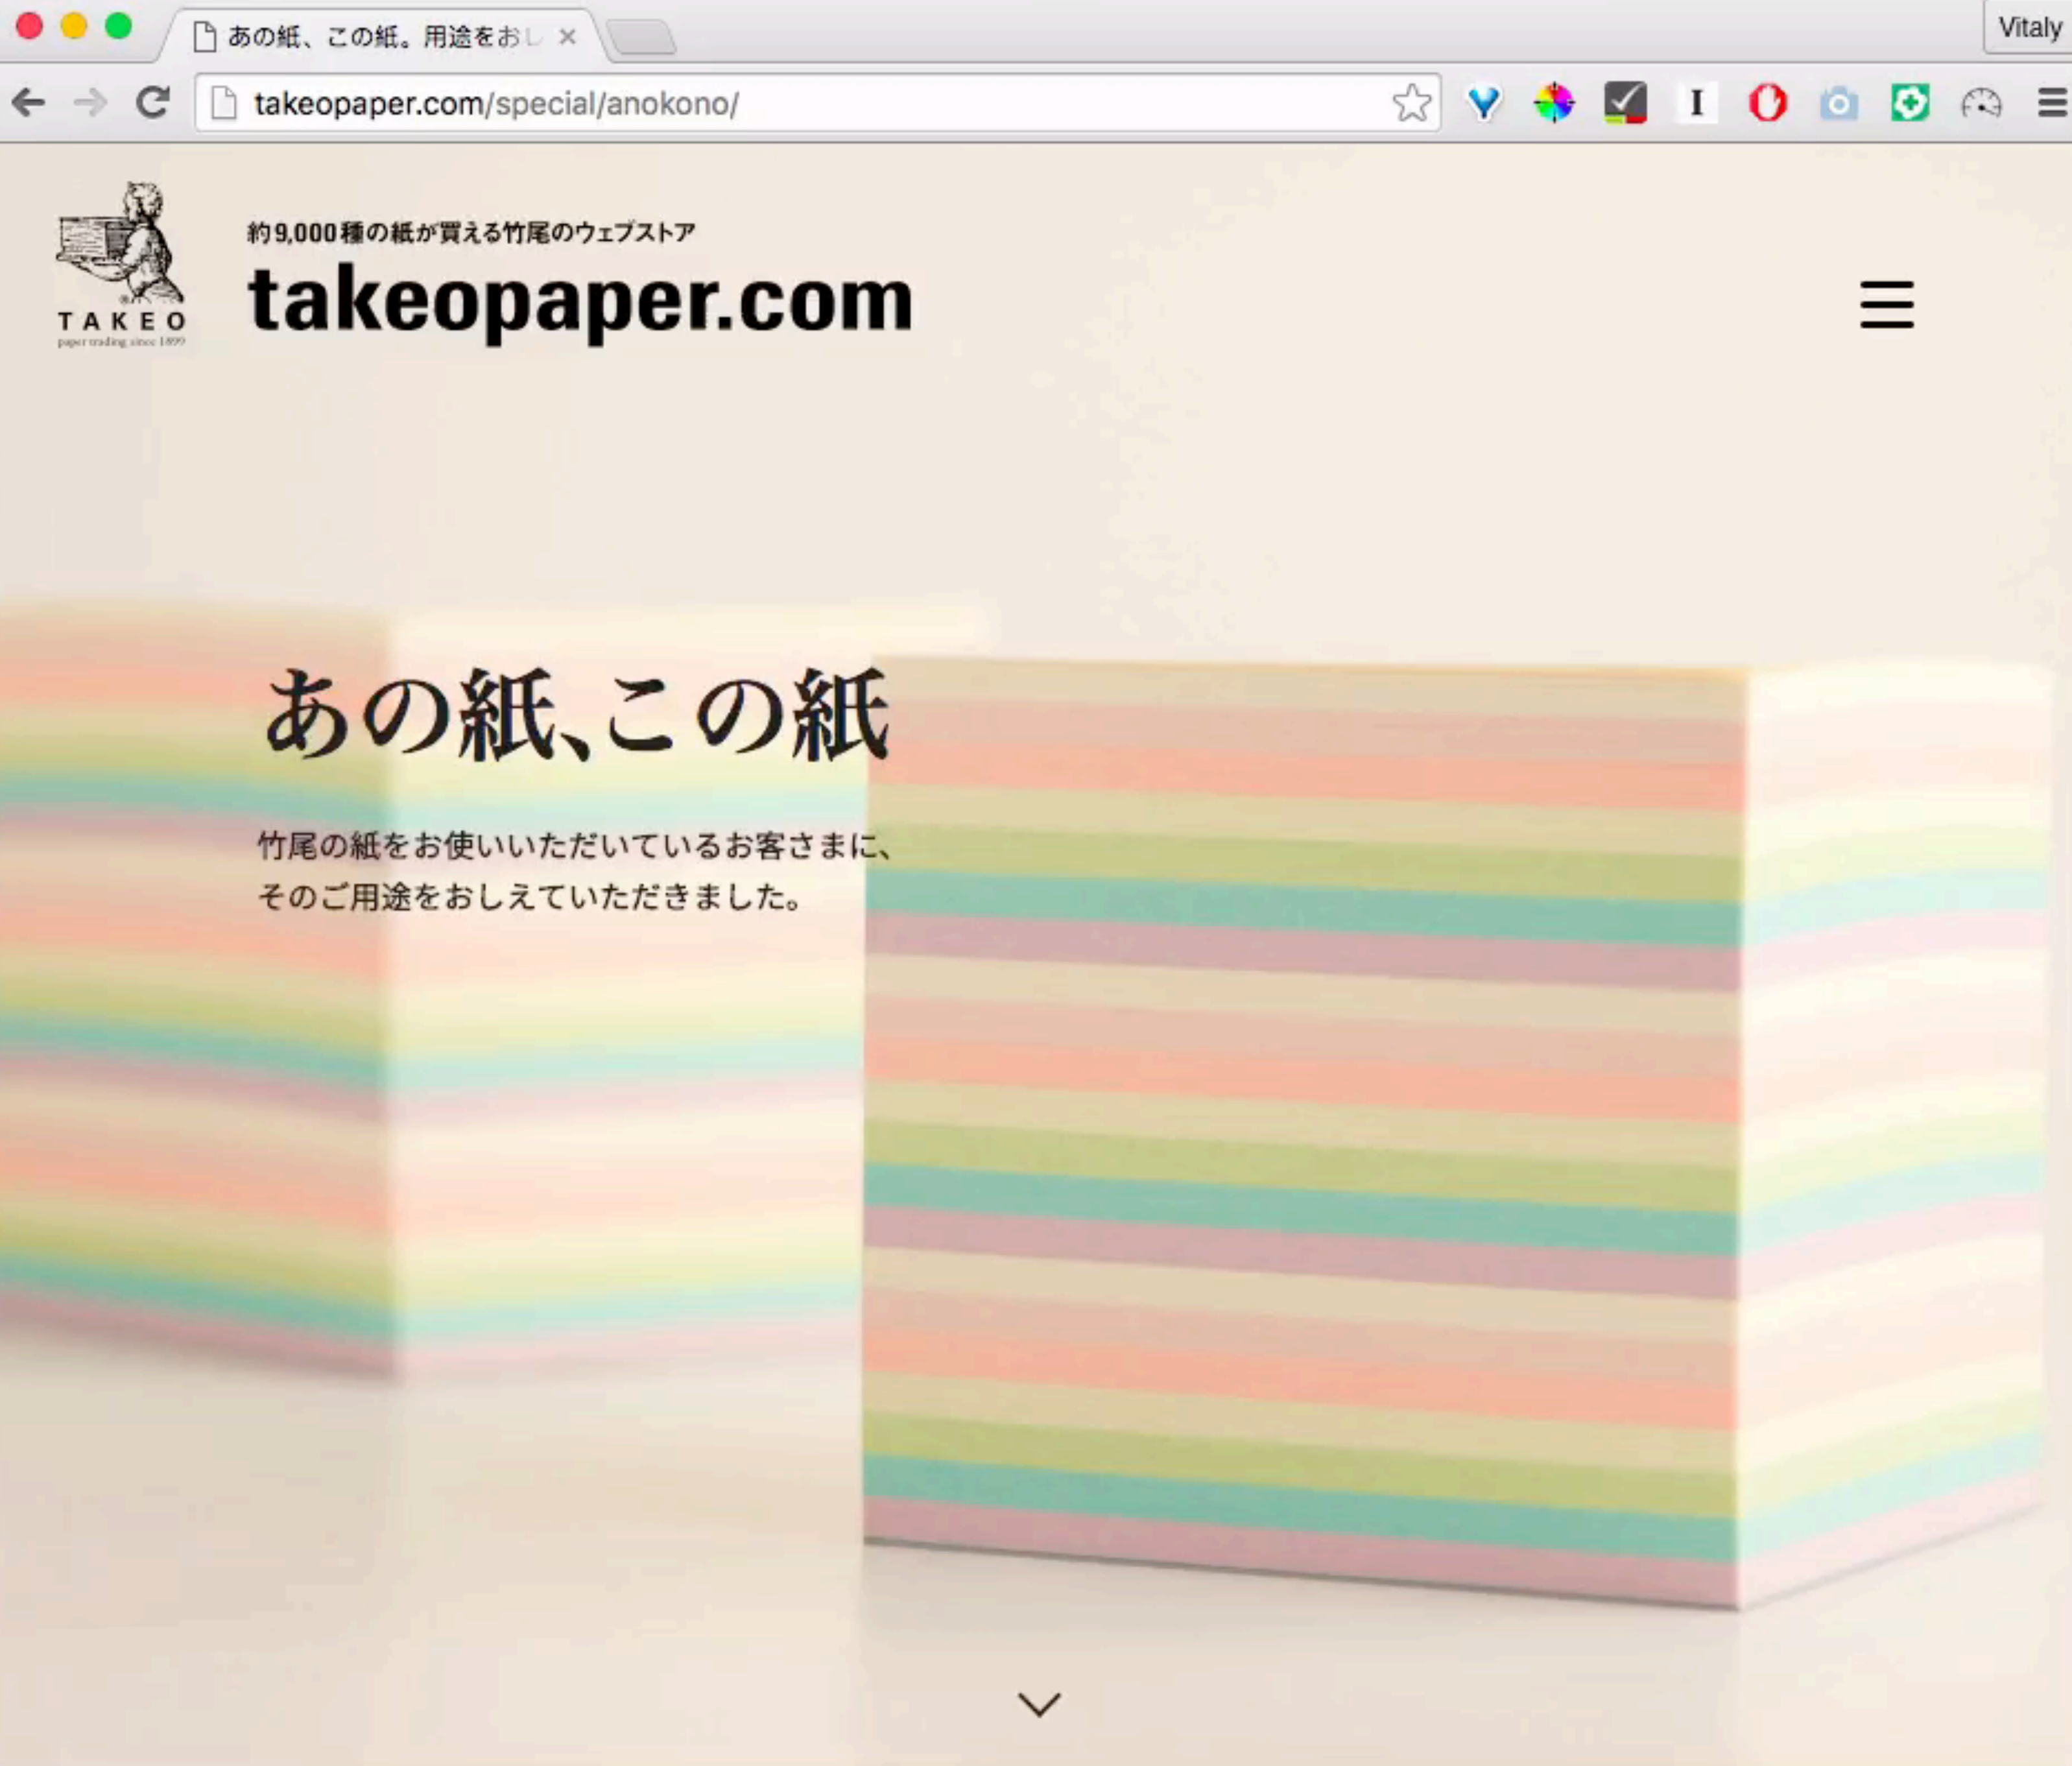 あの紙、この紙。用途をおし
Vitaly
takeopaper.com/special/anokono/
約9,000種の紙が買える竹尾のウェブストア
takeopaper.com
TAKEO
paper trading since 1899
あの紙、この紙
竹尾の紙をお使いいただいているお客さまに、
そのご用途をおしえていただきました。